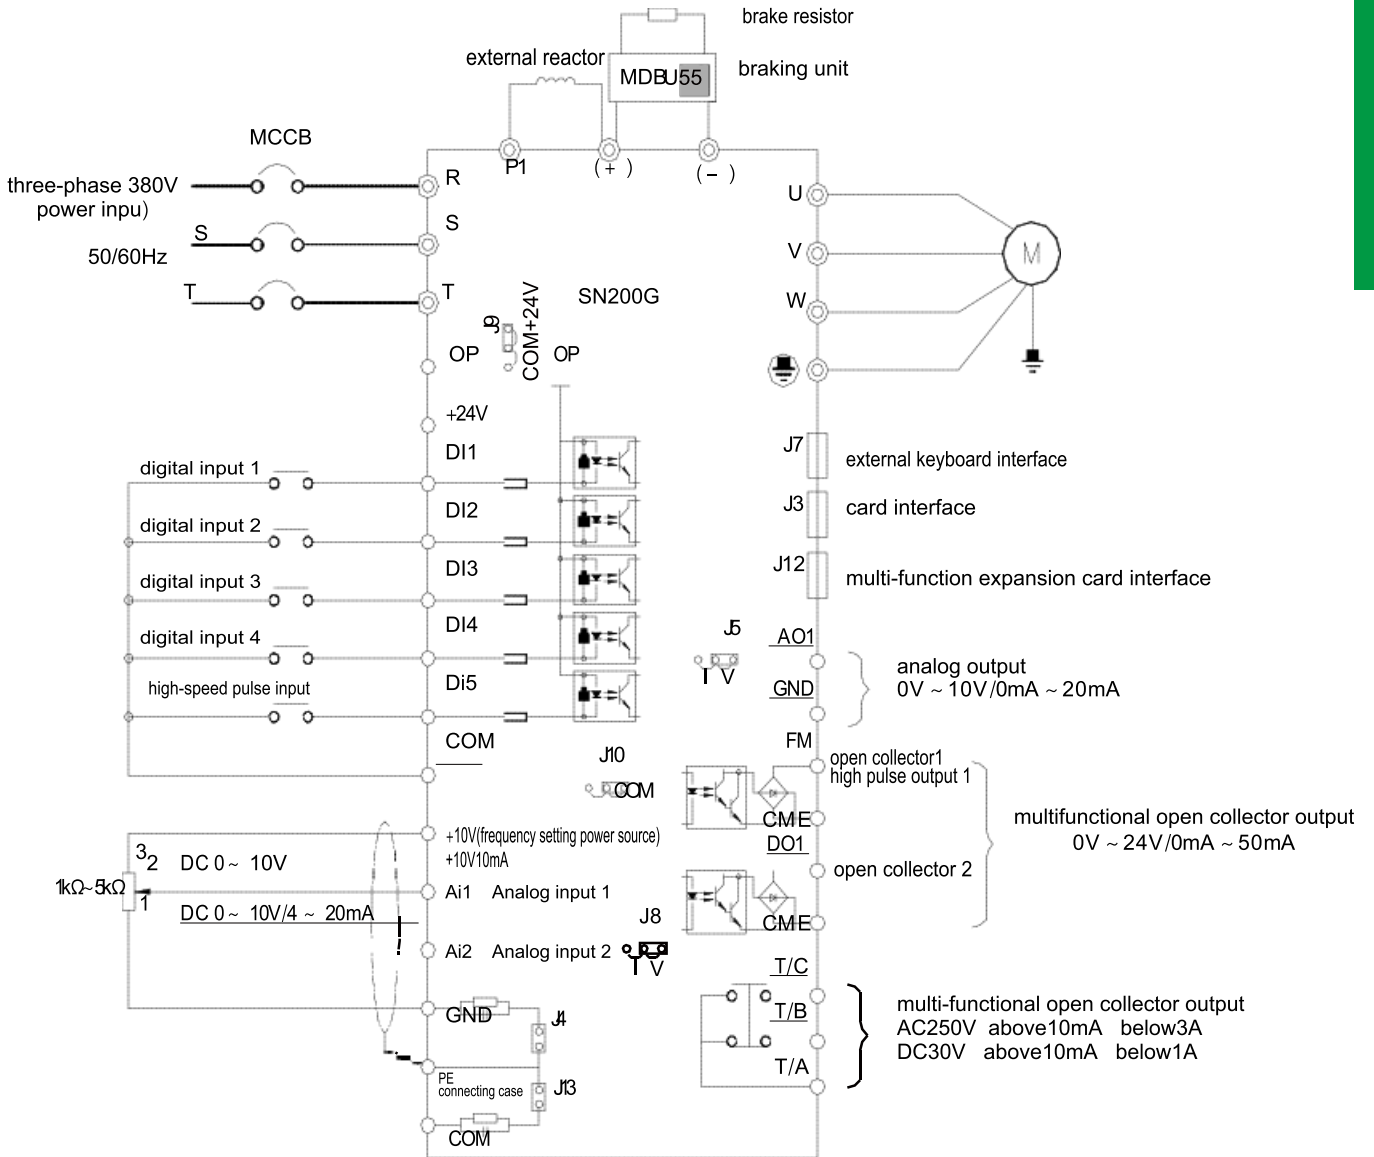 brake resistor
external reactor
MDBU55
braking unit
MCCB
P1
(+)
(−)
three-phase 380V
power inpu)
R
U
S
S
50/60Hz
V
M
T
T
W
SN200G
J9
COM+24V
OP
OP
+24V
DI1
J7
external keyboard interface
digital input 1
DI2
J3
card interface
digital input 2
DI3
J12
multi-function expansion card interface
digital input 3
DI4
digital input 4
J5
I V
AO1
analog output
0V ~ 10V/0mA ~ 20mA
GND
Di5
high-speed pulse input
COM
FM
J10
COM
open collector1
high pulse output 1
CME
multifunctional open collector output
0V ~ 24V/0mA ~ 50mA
DO1
open collector 2
CME
+10V(frequency setting power source)
+10V10mA
3
2
DC 0 ~ 10V
1kΩ~5kΩ
1
Ai1 Analog input 1
DC 0 ~ 10V/4 ~ 20mA
J8
Ai2 Analog input 2
I V
T/C
T/B
T/A
multi-functional open collector output
AC250V above10mA below3A
DC30V above10mA below1A
GND
J4
PE
connecting case
J13
COM